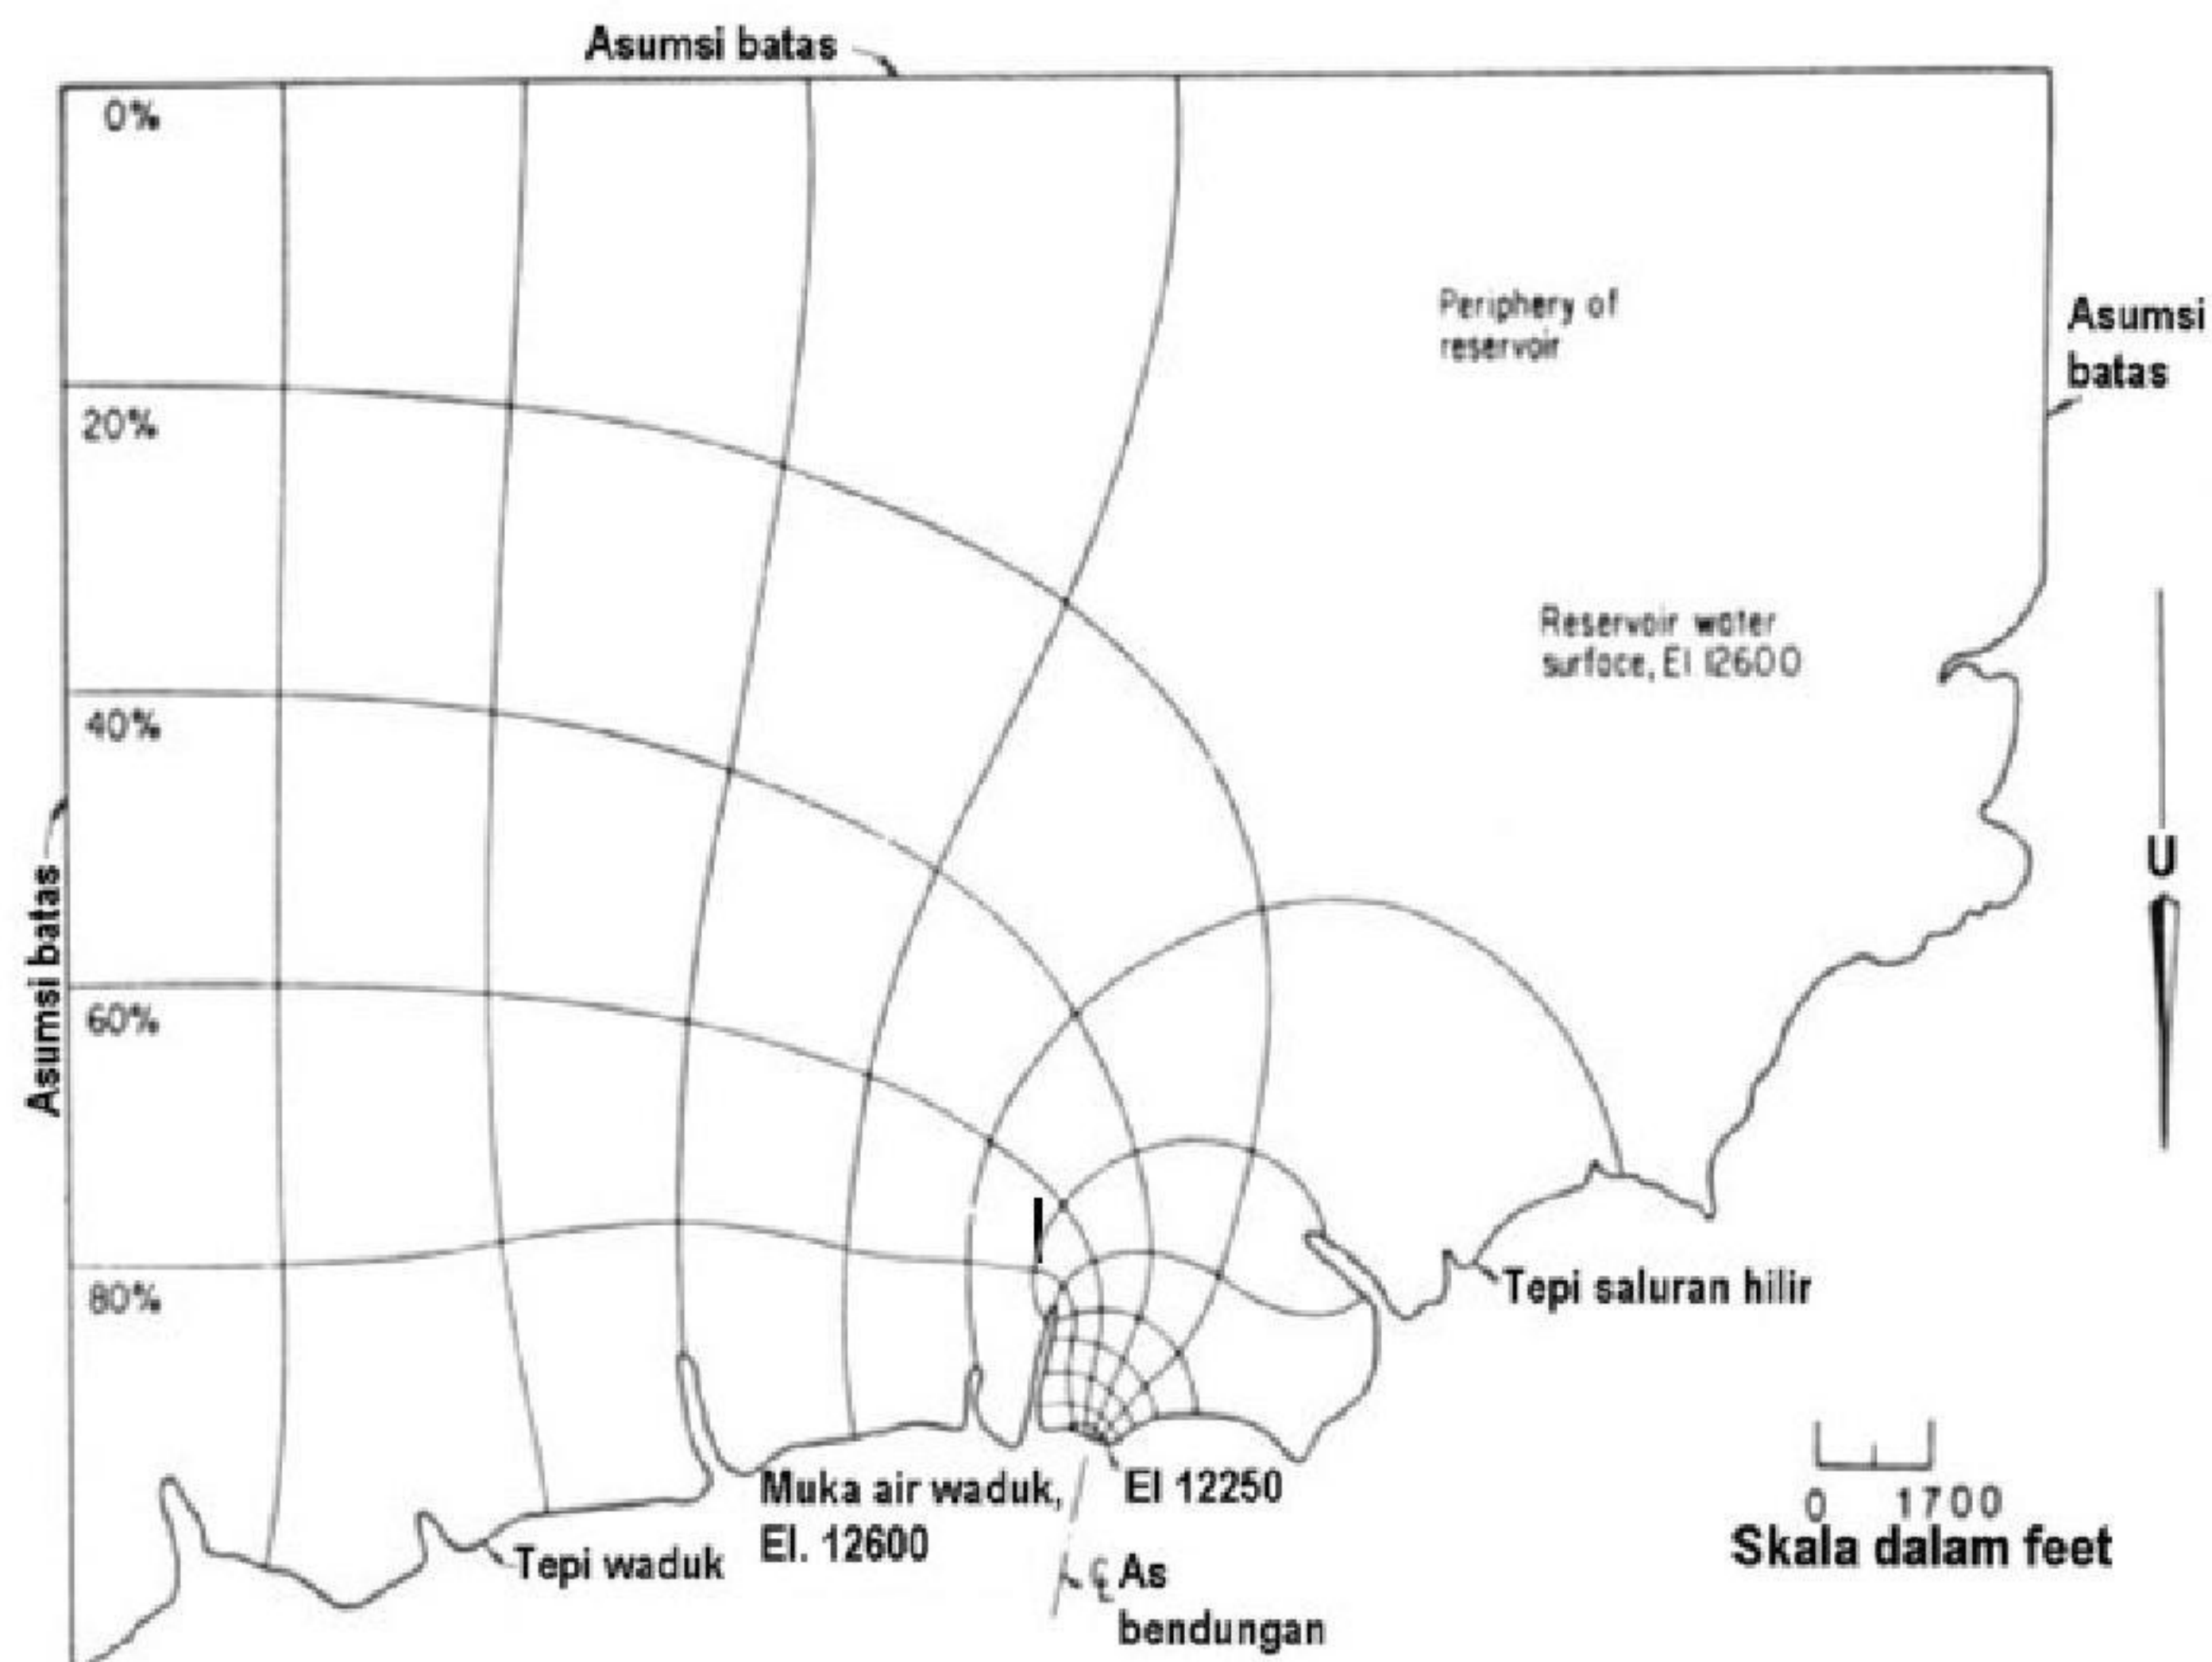 Asumsi batas
0%
Periphery of
reservoir
Asumsi
batas
20%
Reservoir water
surface, El 12600
40%
U
Asumsi batas
60%
80%
Tepi saluran hilir
Muka air waduk,
El. 12600
El 12250
0 1700
Skala dalam feet
Tepi waduk
℄ As
bendungan